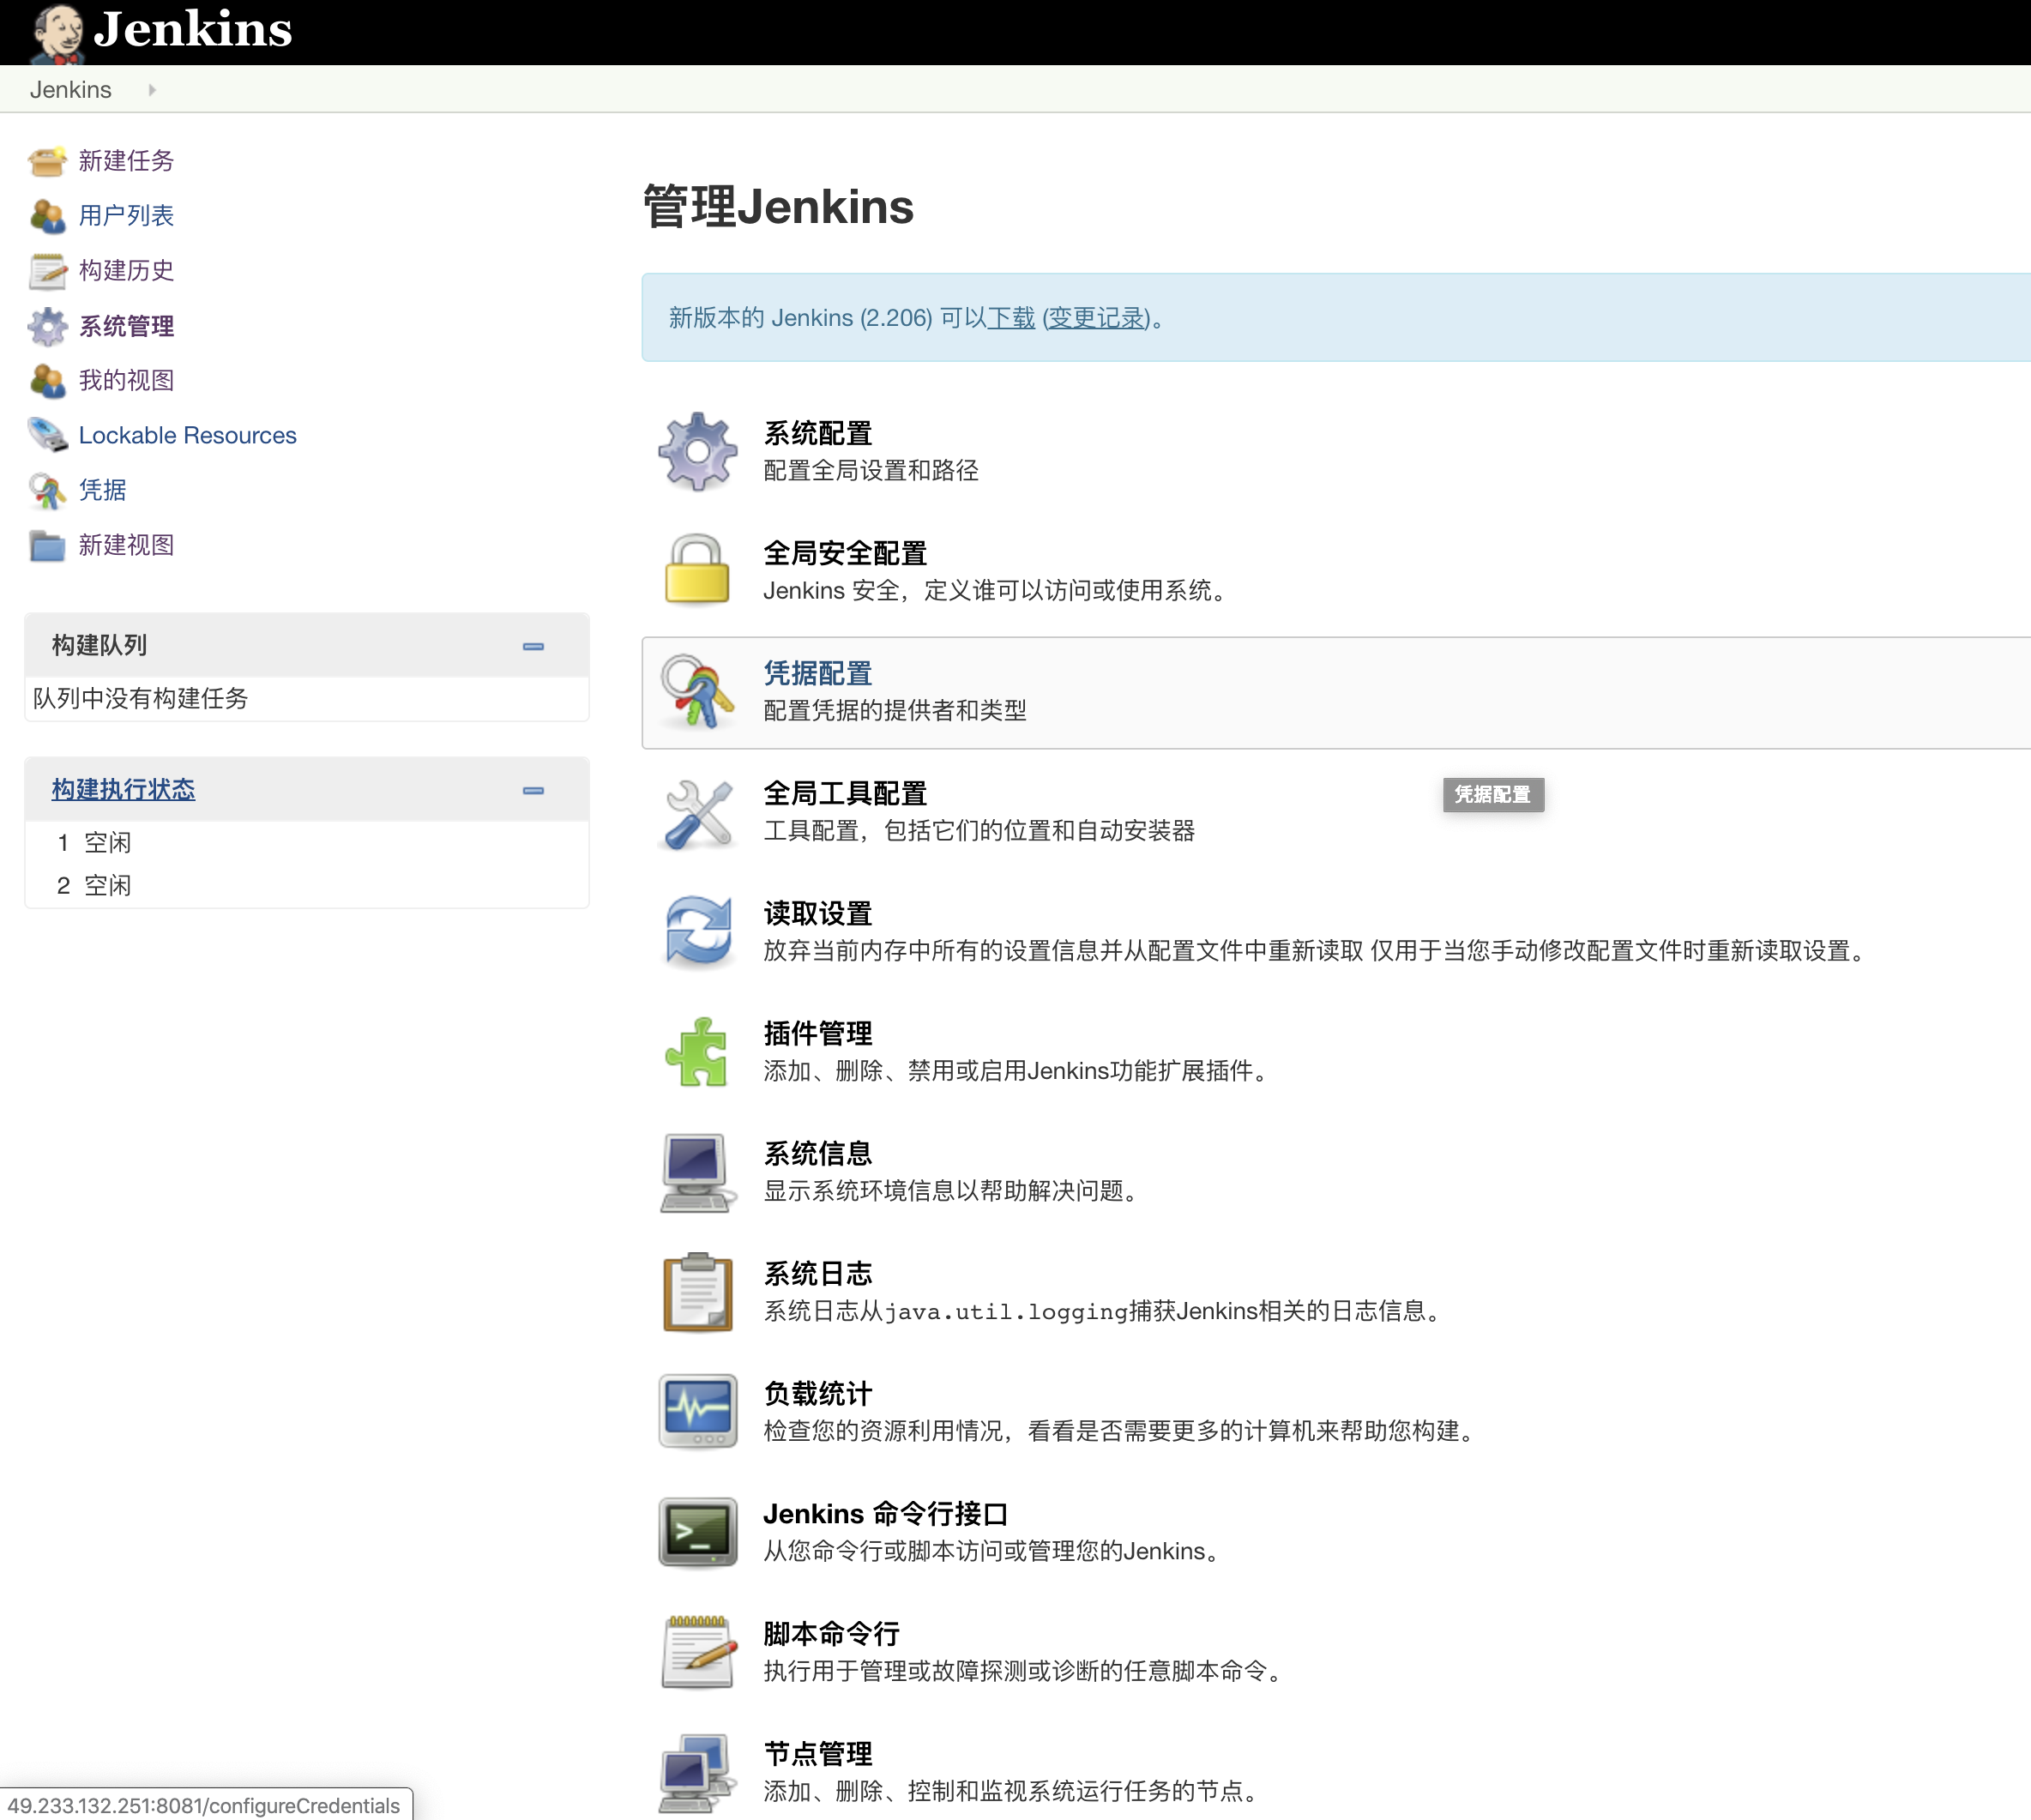 Jenkins
Jenkins
新建任务
用户列表
构建历史
系统管理
我的视图
Lockable Resources
凭据
新建视图
构建队列
队列中没有构建任务
构建执行状态
1 空闲
2 空闲
管理Jenkins
新版本的 Jenkins (2.206) 可以下载 (变更记录)。
系统配置
配置全局设置和路径
全局安全配置
Jenkins 安全，定义谁可以访问或使用系统。
凭据配置
配置凭据的提供者和类型
全局工具配置
工具配置，包括它们的位置和自动安装器
凭据配置
读取设置
放弃当前内存中所有的设置信息并从配置文件中重新读取 仅用于当您手动修改配置文件时重新读取设置。
插件管理
添加、删除、禁用或启用Jenkins功能扩展插件。
系统信息
显示系统环境信息以帮助解决问题。
系统日志
系统日志从java.util.logging捕获Jenkins相关的日志信息。
负载统计
检查您的资源利用情况，看看是否需要更多的计算机来帮助您构建。
Jenkins 命令行接口
从您命令行或脚本访问或管理您的Jenkins。
脚本命令行
执行用于管理或故障探测或诊断的任意脚本命令。
节点管理
添加、删除、控制和监视系统运行任务的节点。
49.233.132.251:8081/configureCredentials